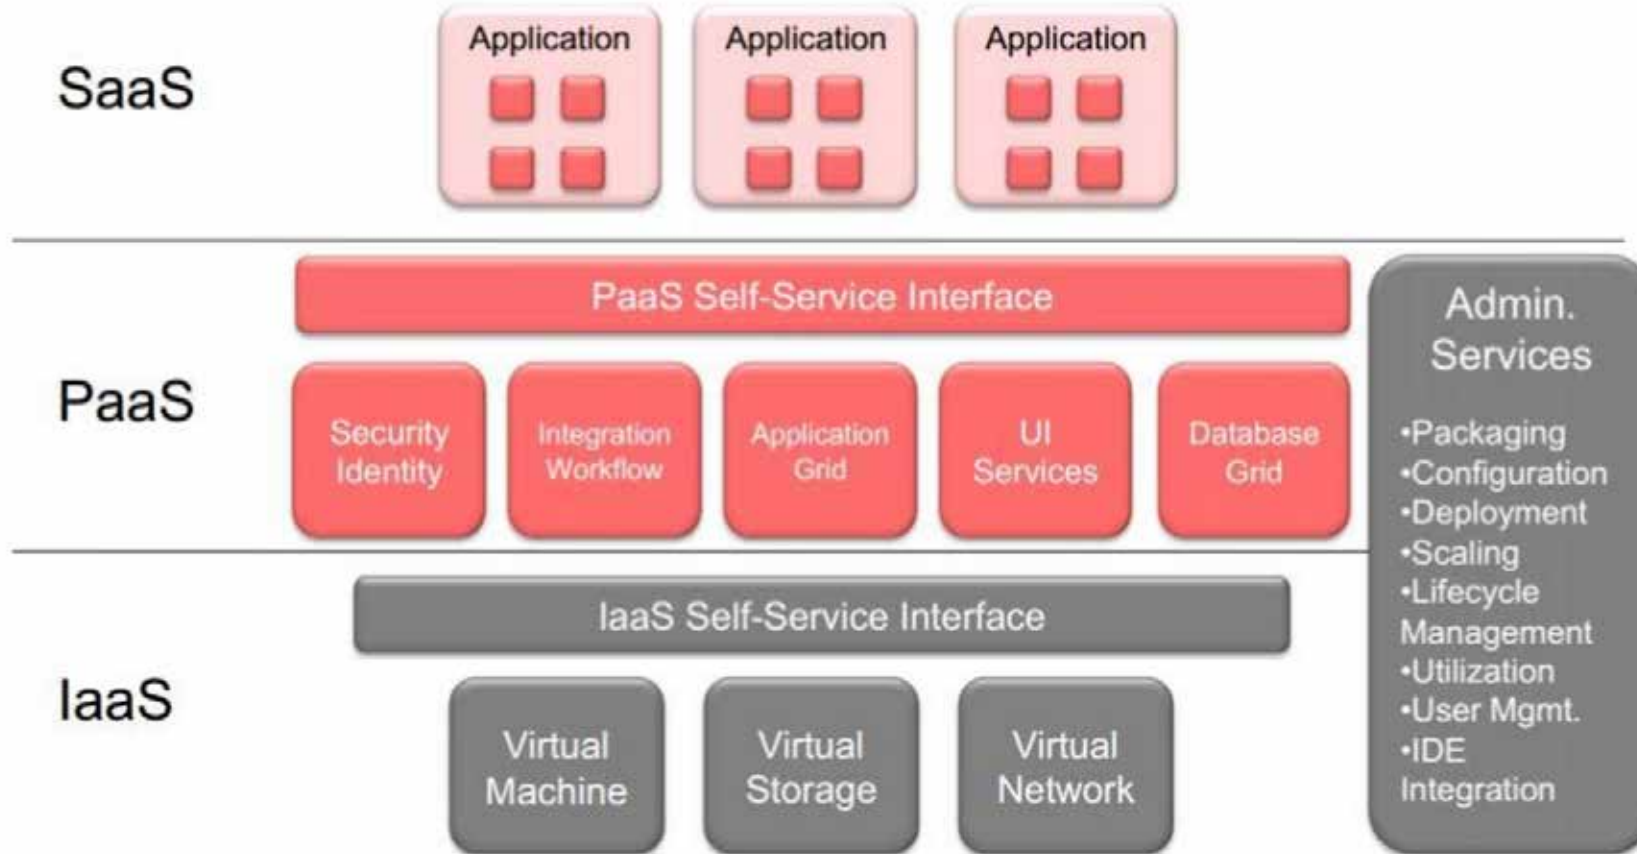 SaaS
Application
Application
Application
PaaS
PaaS Self-Service Interface
Security
Identity
Integration
Workflow
Application
Grid
UI
Services
Database
Grid
IaaS
IaaS Self-Service Interface
Virtual
Machine
Virtual
Storage
Virtual
Network
Admin.
Services
•Packaging
•Configuration
•Deployment
•Scaling
•Lifecycle
Management
•Utilization
•User Mgmt.
•IDE
Integration